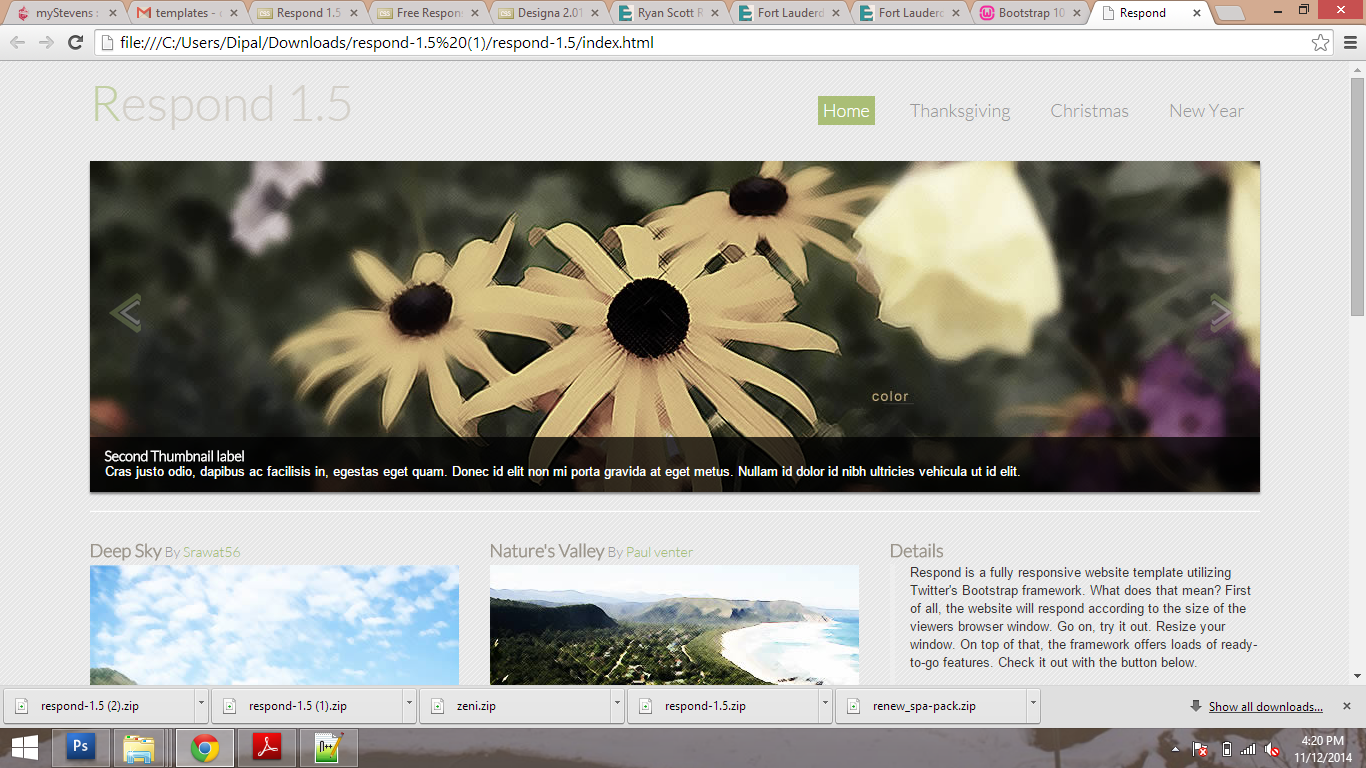 myStevens
templates -
Respond 1.5
Free Respons
Designa 2.01
Ryan Scott R
Fort Lauderd
Fort Lauderd
Bootstrap 10
Respond
file:///C:/Users/Dipal/Downloads/respond-1.5%20(1)/respond-1.5/index.html
Respond 1.5
Home
Thanksgiving
Christmas
New Year
color
Second Thumbnail label
Cras justo odio, dapibus ac facilisis in, egestas eget quam. Donec id elit non mi porta gravida at eget metus. Nullam id dolor id nibh ultricies vehicula ut id elit.
Deep Sky By Srawat56
Nature's Valley By Paul venter
Details
Respond is a fully responsive website template utilizing
Twitter's Bootstrap framework. What does that mean? First
of all, the website will respond according to the size of the
viewers browser window. Go on, try it out. Resize your
window. On top of that, the framework offers loads of ready-
to-go features. Check it out with the button below.
respond-1.5 (2).zip
respond-1.5 (1).zip
zeni.zip
respond-1.5.zip
renew_spa-pack.zip
Show all downloads...
Ps
N++
4:20 PM
11/12/2014